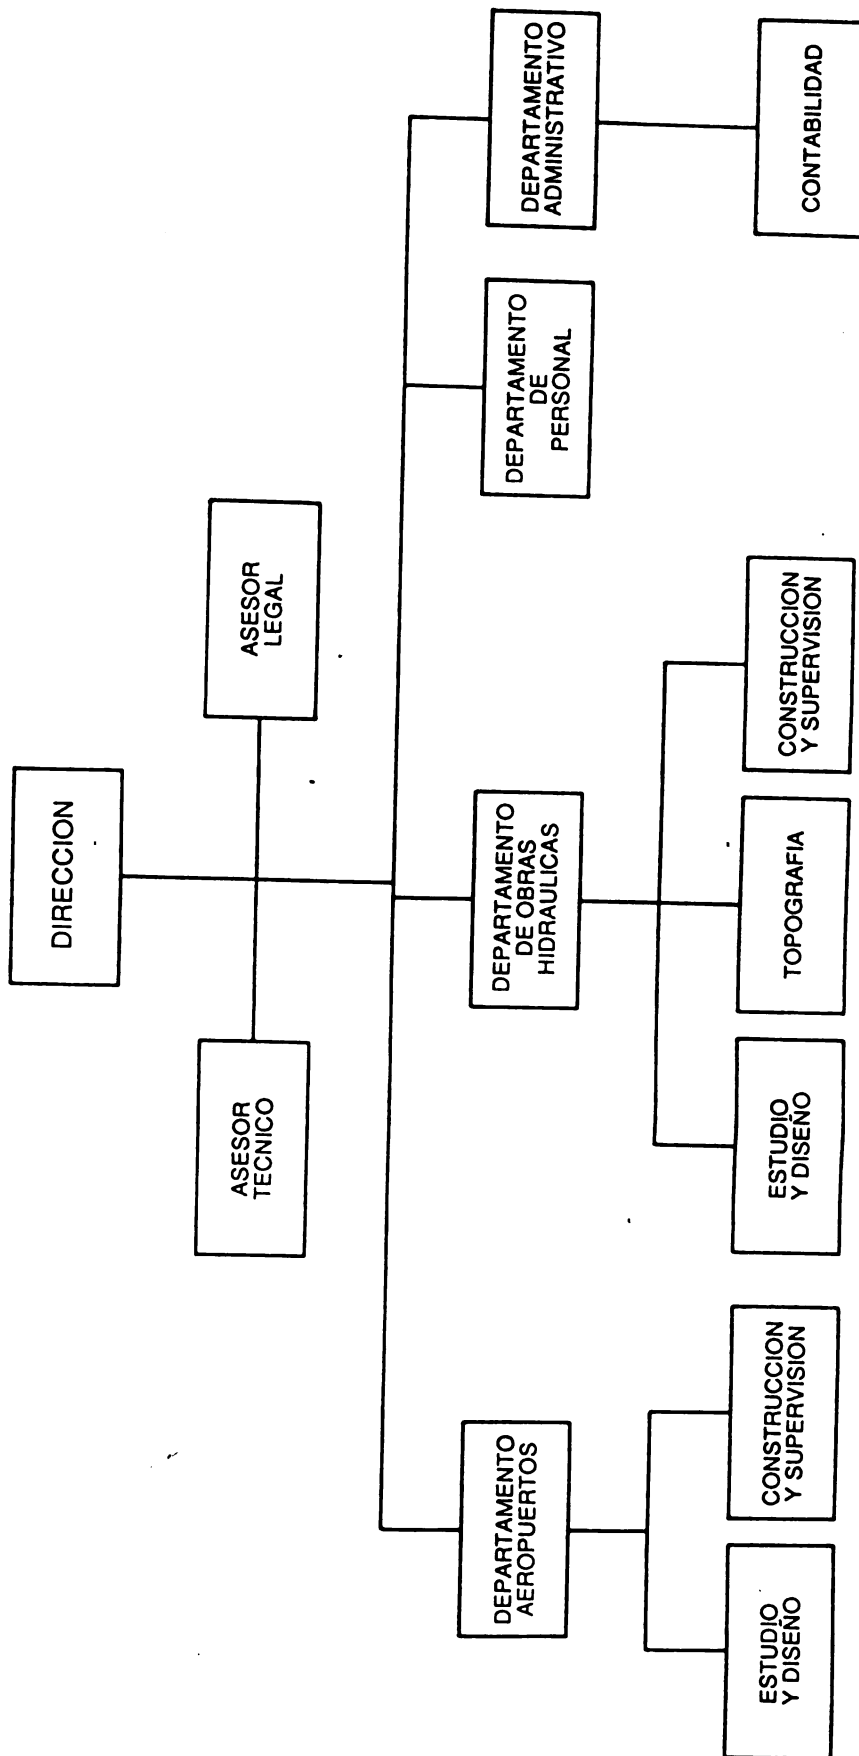 DIRECCION
ASESOR
TECNICO
ASESOR
LEGAL
DEPARTAMENTO
AEROPUERTOS
DEPARTAMENTO
DE OBRAS
HIDRAULICAS
DEPARTAMENTO
DE
PERSONAL
DEPARTAMENTO
ADMINISTRATIVO
ESTUDIO
Y DISEÑO
CONSTRUCCION
Y SUPERVISION
ESTUDIO
Y DISEÑO
TOPOGRAFIA
CONSTRUCCION
Y SUPERVISION
CONTABILIDAD